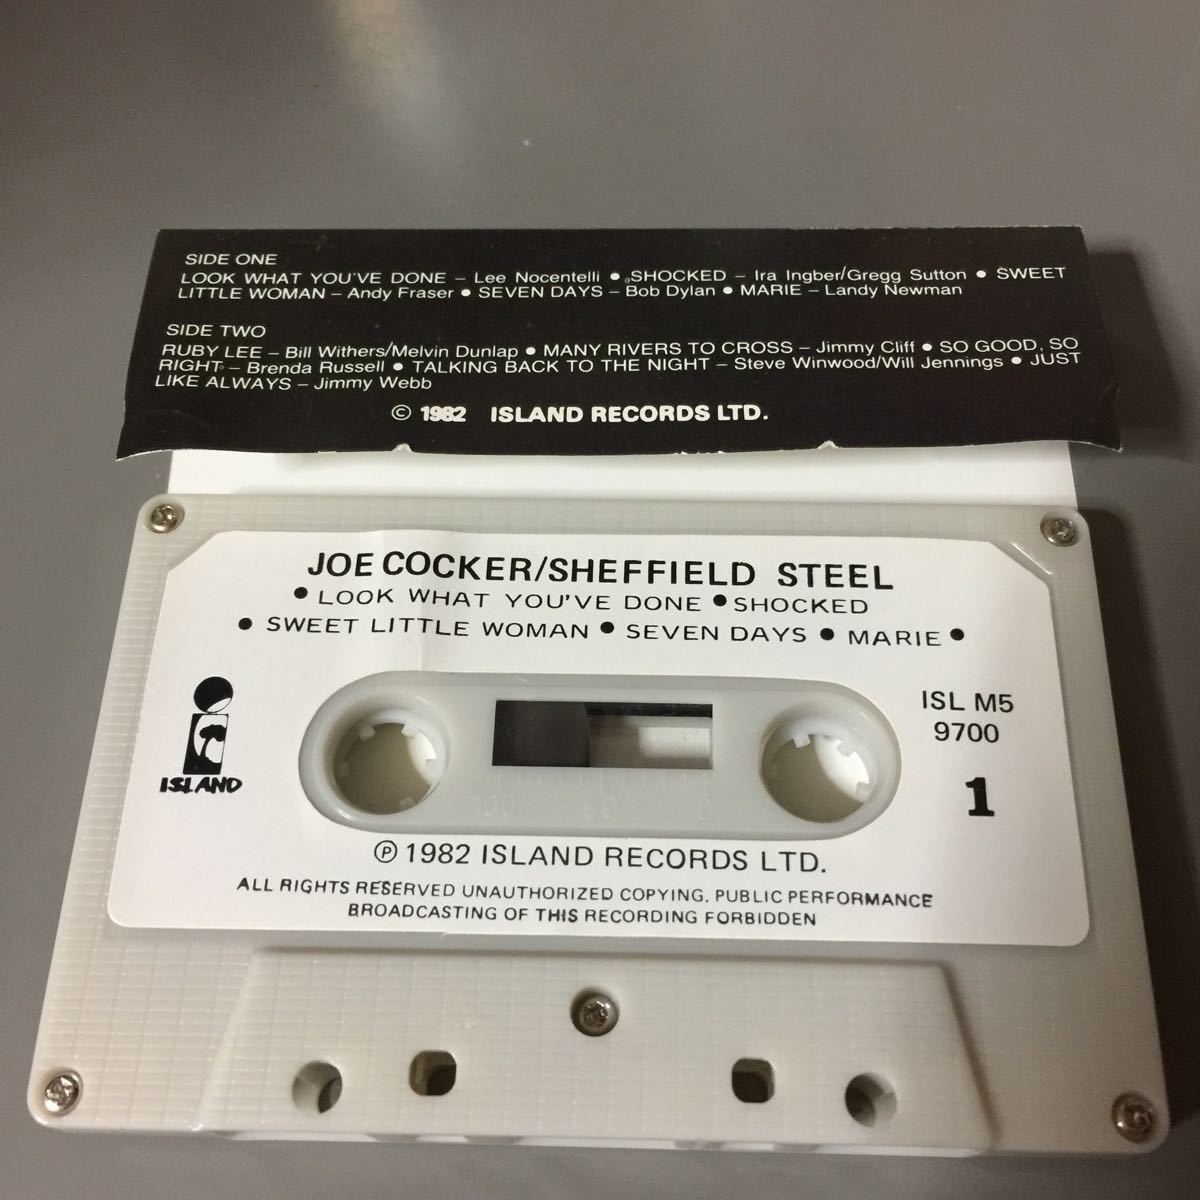 SIDE ONE
LOOK WHAT YOU'VE DONE – Lee Nocentelli ● SHOCKED – Ira Ingber/Gregg Sutton ● SWEET
LITTLE WOMAN – Andy Fraser ● SEVEN DAYS – Bob Dylan ● MARIE – Landy Newman
SIDE TWO
RUBY LEE – Bill Withers/Melvin Dunlap ● MANY RIVERS TO CROSS – Jimmy Cliff ● SO GOOD, SO
RIGHT – Brenda Russell ● TALKING BACK TO THE NIGHT – Steve Winwood/Will Jennings ● JUST
LIKE ALWAYS – Jimmy Webb
© 1982 ISLAND RECORDS LTD.
JOE COCKER/SHEFFIELD STEEL
● LOOK WHAT YOU'VE DONE ● SHOCKED
● SWEET LITTLE WOMAN ● SEVEN DAYS ● MARIE ●
ISLAND
ISL M5
9700
1
100 50 0
℗ 1982 ISLAND RECORDS LTD.
ALL RIGHTS RESERVED UNAUTHORIZED COPYING, PUBLIC PERFORMANCE
BROADCASTING OF THIS RECORDING FORBIDDEN